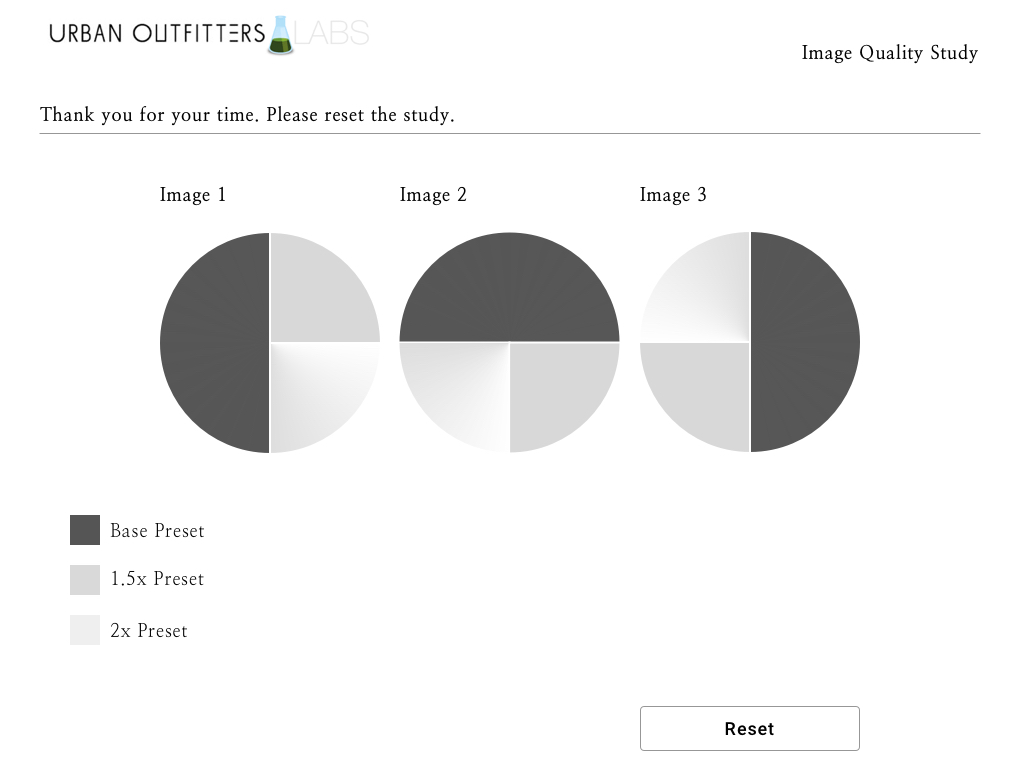 URBAN OUTFITTERS LABS
Image Quality Study
Thank you for your time. Please reset the study.
Image 1 Image 2 Image 3
Base Preset
1.5x Preset
2x Preset
Reset